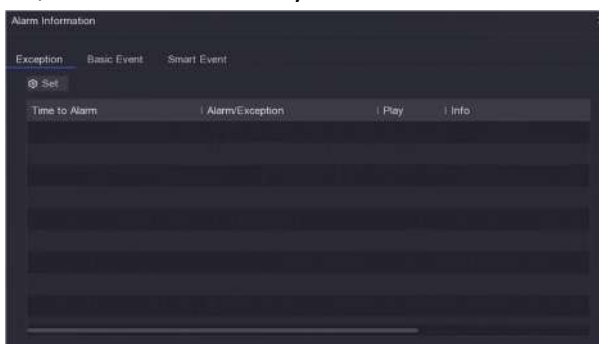 Alarm Information
Exception Basic Event Smart Event
Set
Time to Alarm Alarm/Exception Play Info